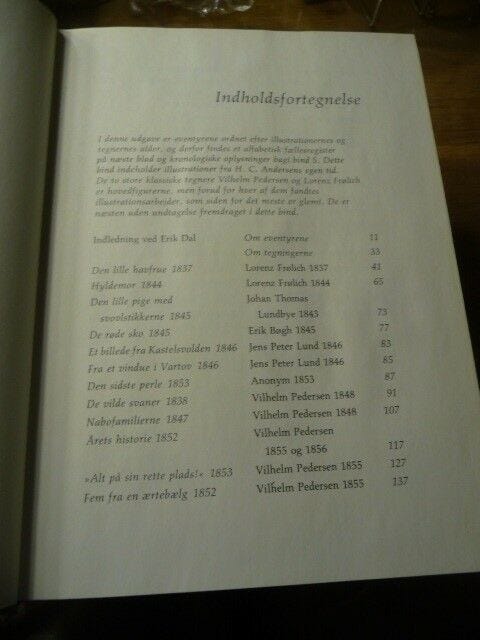 Indholdsfortegnelse
I denne udgave er eventyrene ordnet efter illustrationernes og
tegnernes alder, og derfor findes et alfabetisk fællesregister
på næste blad og kronologiske oplysninger bagi bind 5. Dette
bind indeholder illustrationer fra H. C. Andersens egen tid.
De to store klassiske tegnere Vilhelm Pedersen og Lorenz Frølich
er hovedfigurerne, men forud for hver af dem fandtes
illustrationsarbejder, som siden for det meste er glemt. De er
næsten uden undtagelse fremdraget i dette bind.
Indledning ved Erik Dal Om eventyrene 11
Om tegningerne 33
Den lille havfrue 1837 Lorenz Frølich 1837 41
Hyldemor 1844 Lorenz Frølich 1844 65
Den lille pige med Johan Thomas
svovlstikkerne 1845 Lundbye 1843 73
De røde sko 1845 Erik Bøgh 1845 77
Et billede fra Kastelsvolden 1846 Jens Peter Lund 1846 83
Fra et vindue i Vartov 1846 Jens Peter Lund 1846 85
Den sidste perle 1853 Anonym 1853 87
De vilde svaner 1838 Vilhelm Pedersen 1848 91
Nabofamilierne 1847 Vilhelm Pedersen 1848 107
Årets historie 1852 Vilhelm Pedersen
1855 og 1856 117
»Alt på sin rette plads!« 1853 Vilhelm Pedersen 1855 127
Fem fra en ærtebælg 1852 Vilhelm Pedersen 1855 137